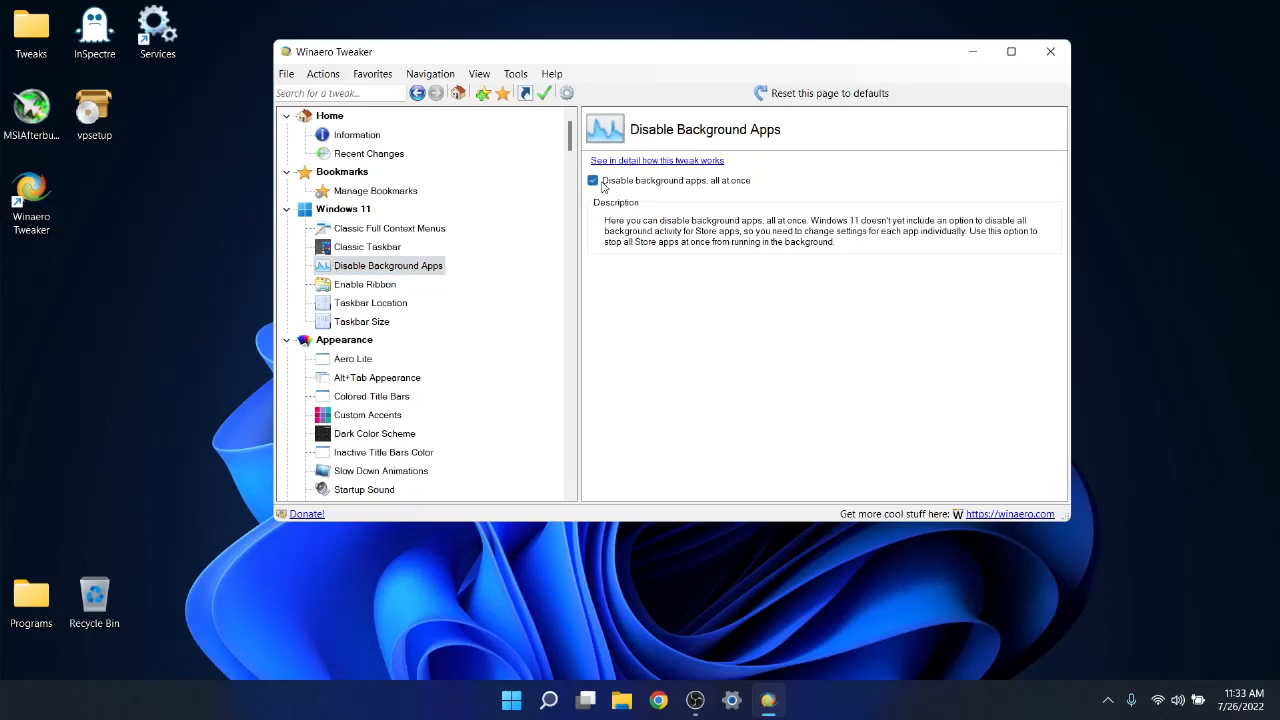 Tweaks
InSpectre
Services
MSIAfterbu...
vpsetup
Winaero
Tweaker
Programs
Recycle Bin
Winaero Tweaker
File Actions Favorites Navigation View Tools Help
Search for a tweak...
Reset this page to defaults
Home
Information
Recent Changes
Bookmarks
Manage Bookmarks
Windows 11
Classic Full Context Menus
Classic Taskbar
Disable Background Apps
Enable Ribbon
Taskbar Location
Taskbar Size
Appearance
Aero Lite
Alt+Tab Appearance
Colored Title Bars
Custom Accents
Dark Color Scheme
Inactive Title Bars Color
Slow Down Animations
Startup Sound
Disable Background Apps
See in detail how this tweak works
Disable background apps, all at once
Description
Here you can disable background apps, all at once. Windows 11 doesn't yet include an option to disable all
background activity for Store apps, so you need to change settings for each app individually. Use this option to
stop all Store apps at once from running in the background.
Donate!
Get more cool stuff here: W https://winaero.com
11:33 AM
7/26/2022